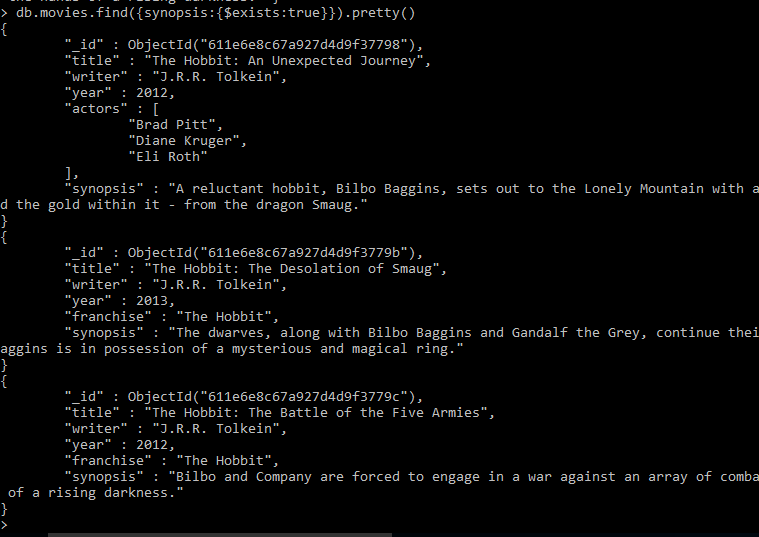 > db.movies.find({synopsis:{$exists:true}}).pretty()
{
"_id" : ObjectId("611e6e8c67a927d4d9f37798"),
"title" : "The Hobbit: An Unexpected Journey",
"writer" : "J.R.R. Tolkein",
"year" : 2012,
"actors" : [
"Brad Pitt",
"Diane Kruger",
"Eli Roth"
],
"synopsis" : "A reluctant hobbit, Bilbo Baggins, sets out to the Lonely Mountain with a
d the gold within it - from the dragon Smaug."
}
{
"_id" : ObjectId("611e6e8c67a927d4d9f3779b"),
"title" : "The Hobbit: The Desolation of Smaug",
"writer" : "J.R.R. Tolkein",
"year" : 2013,
"franchise" : "The Hobbit",
"synopsis" : "The dwarves, along with Bilbo Baggins and Gandalf the Grey, continue thei
aggins is in possession of a mysterious and magical ring."
}
{
"_id" : ObjectId("611e6e8c67a927d4d9f3779c"),
"title" : "The Hobbit: The Battle of the Five Armies",
"writer" : "J.R.R. Tolkein",
"year" : 2012,
"franchise" : "The Hobbit",
"synopsis" : "Bilbo and Company are forced to engage in a war against an array of comba
of a rising darkness."
}
>